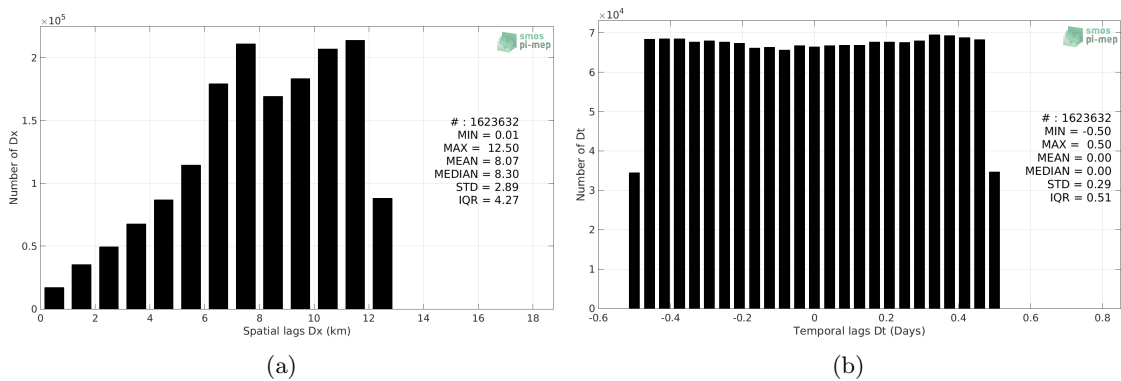 ×10⁵
smos
pi-mep
2
1.5
1
0.5
0
Number of Dx
# : 1623632
MIN = 0.01
MAX = 12.50
MEAN = 8.07
MEDIAN = 8.30
STD = 2.89
IQR = 4.27
0 2 4 6 8 10 12 14 16 18
Spatial lags Dx (km)
(a)
×10⁴
smos
pi-mep
7
6
5
4
3
2
1
0
Number of Dt
# : 1623632
MIN = -0.50
MAX = 0.50
MEAN = 0.00
MEDIAN = 0.00
STD = 0.29
IQR = 0.51
-0.6 -0.4 -0.2 0 0.2 0.4 0.6 0.8
Temporal lags Dt (Days)
(b)